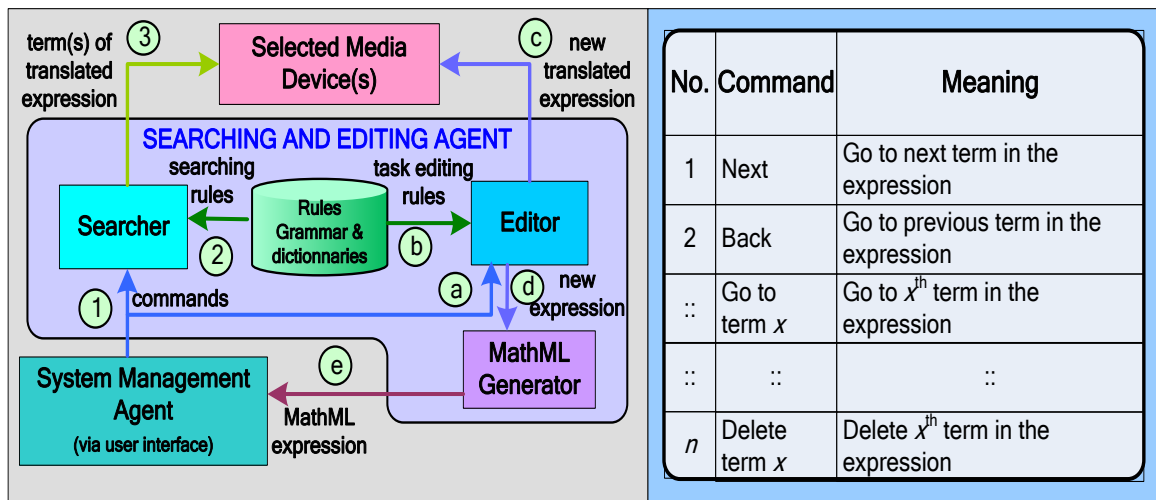 term(s) of
translated
expression
3
Selected Media
Device(s)
c
new
translated
expression
SEARCHING AND EDITING AGENT
searching
rules
task editing
rules
Searcher
Rules
Grammar &
dictionnaries
Editor
2
b
1
commands
a
d
new
expression
MathML
Generator
System Management
Agent
(via user interface)
e
MathML
expression
No. Command Meaning
1 Next Go to next term in the
expression
2 Back Go to previous term in the
expression
:: Go to
term x
Go to xth term in the
expression
:: :: ::
n Delete
term x
Delete xth term in the
expression